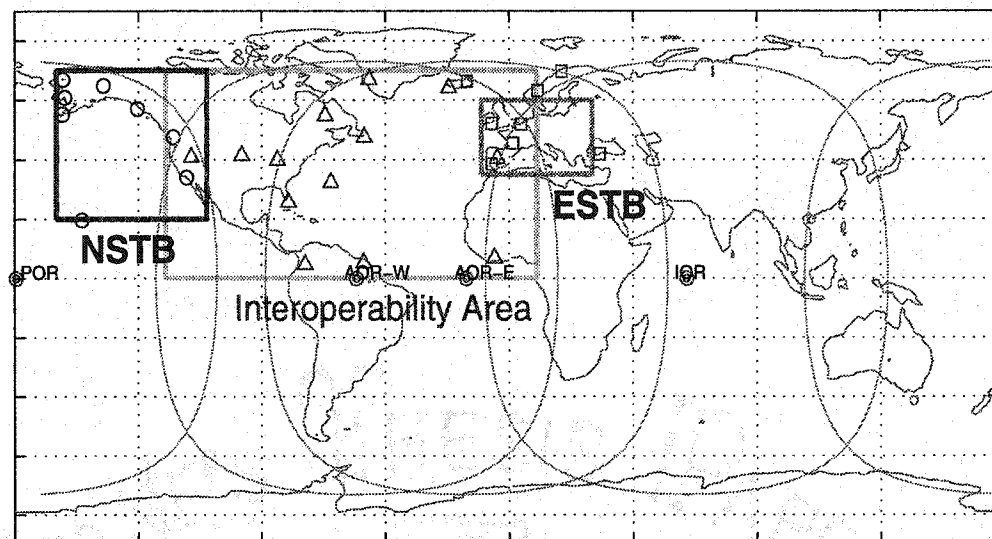 NSTB
ESTB
POR
AOR-W
AOR-E
IOR
Interoperability Area